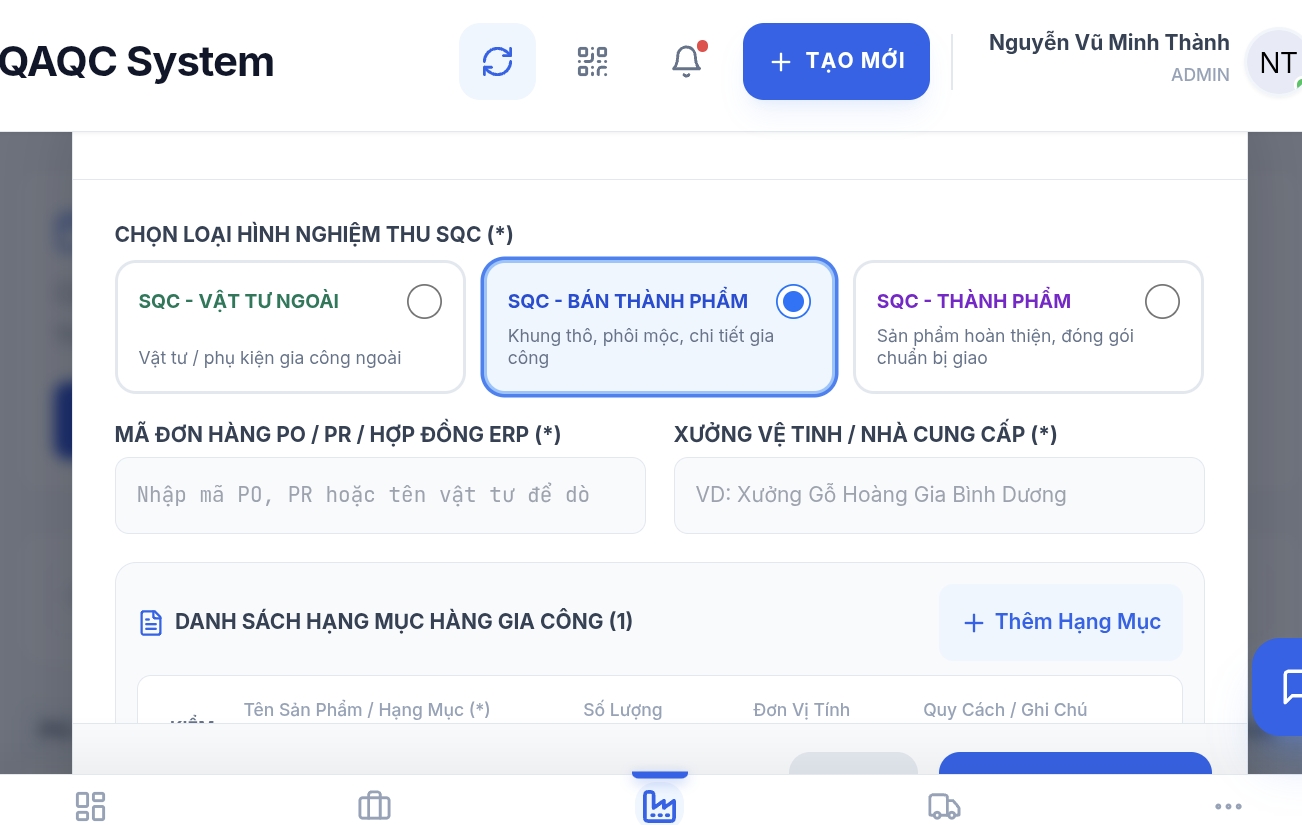 QAQC System
TẠO MỚI
Nguyễn Vũ Minh Thành
ADMIN
NT
CHỌN LOẠI HÌNH NGHIỆM THU SQC (*)
SQC - VẬT TƯ NGOÀI
Vật tư / phụ kiện gia công ngoài
SQC - BÁN THÀNH PHẨM
Khung thô, phôi mộc, chi tiết gia
công
SQC - THÀNH PHẨM
Sản phẩm hoàn thiện, đóng gói
chuẩn bị giao
MÃ ĐƠN HÀNG PO / PR / HỢP ĐỒNG ERP (*)
Nhập mã PO, PR hoặc tên vật tư để dò
XƯỞNG VỆ TINH / NHÀ CUNG CẤP (*)
VD: Xưởng Gỗ Hoàng Gia Bình Dương
DANH SÁCH HẠNG MỤC HÀNG GIA CÔNG (1)
Thêm Hạng Mục
Tên Sản Phẩm / Hạng Mục (*)
Số Lượng
Đơn Vị Tính
Quy Cách / Ghi Chú